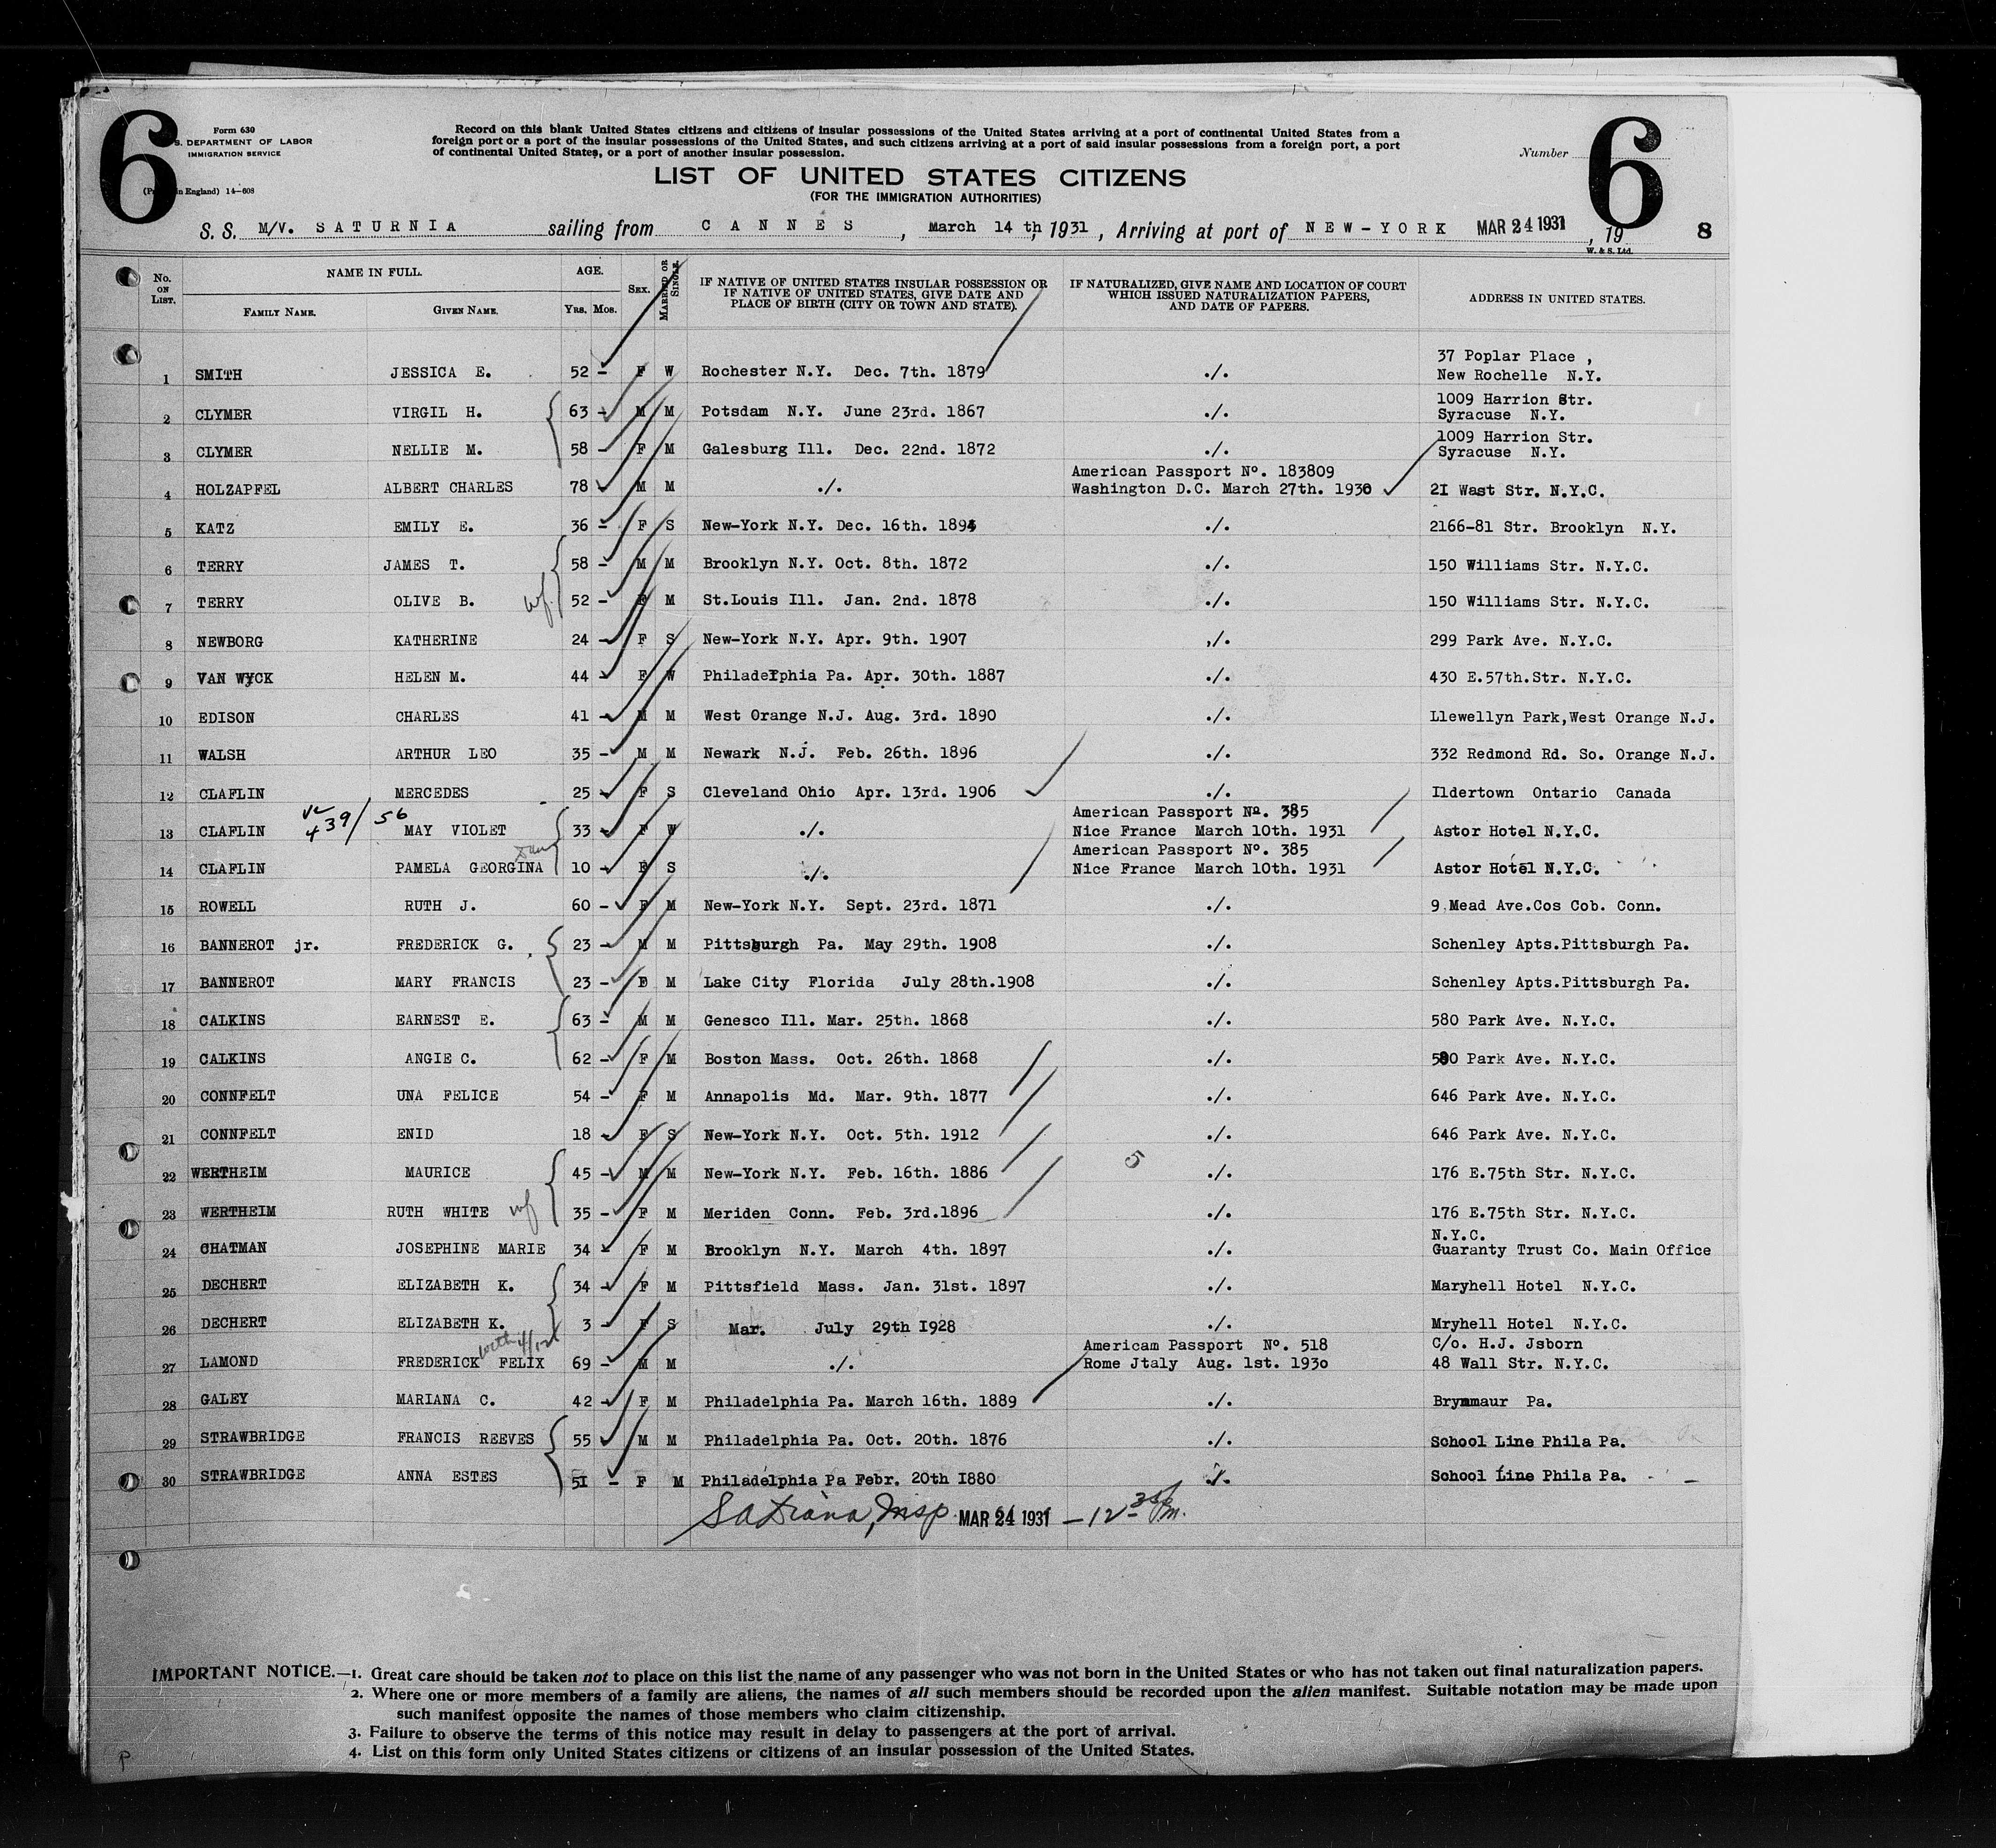 6
Form 630
S. DEPARTMENT OF LABOR
IMMIGRATION SERVICE
in England) 14-608
Record on this blank United States citizens and citizens of insular possessions of the United States arriving at a port of continental United States from a
foreign port or a port of the insular possessions of the United States, and such citizens arriving at a port of said insular possessions from a foreign port, a port
of continental United States, or a port of another insular possession.
Number
6
LIST OF UNITED STATES CITIZENS
(FOR THE IMMIGRATION AUTHORITIES)
S. S. M/V. SATURNIA sailing from CANNES, March 14 th, 1931, Arriving at port of NEW-YORK MAR 24 1931, 19 8
W. & S. Ltd.
No. ON LIST. NAME IN FULL. FAMILY NAME. GIVEN NAME. AGE. YRS. MOS. SEX. MARRIED OR SINGLE. IF NATIVE OF UNITED STATES INSULAR POSSESSION OR IF NATIVE OF UNITED STATES, GIVE DATE AND PLACE OF BIRTH (CITY OR TOWN AND STATE). IF NATURALIZED, GIVE NAME AND LOCATION OF COURT WHICH ISSUED NATURALIZATION PAPERS, AND DATE OF PAPERS. ADDRESS IN UNITED STATES.
37 Poplar Place ,
1 SMITH JESSICA E. 52 - F W Rochester N.Y. Dec. 7th. 1879 ./. New Rochelle N.Y.
1009 Harrion Str.
2 CLYMER VIRGIL H. 63 - M M Potsdam N.Y. June 23rd. 1867 ./. Syracuse N.Y.
1009 Harrion Str.
3 CLYMER NELLIE M. 58 - F M Galesburg Ill. Dec. 22nd. 1872 ./. Syracuse N.Y.
American Passport Nº. 183809
4 HOLZAPFEL ALBERT CHARLES 78 - M M ./. Washington D.C. March 27th. 1930 21 Wast Str. N.Y.C.
5 KATZ EMILY E. 36 - F S New-York N.Y. Dec. 16th. 1894 ./. 2166-81 Str. Brooklyn N.Y.
6 TERRY JAMES T. 58 - M M Brooklyn N.Y. Oct. 8th. 1872 ./. 150 Williams Str. N.Y.C.
7 TERRY OLIVE B. wf 52 - F M St.Louis Ill. Jan. 2nd. 1878 ./. 150 Williams Str. N.Y.C.
8 NEWBORG KATHERINE 24 - F S New-York N.Y. Apr. 9th. 1907 ,/. 299 Park Ave. N.Y.C.
9 VAN WYCK HELEN M. 44 - F W Philadelphia Pa. Apr. 30th. 1887 ./. 430 E.57th.Str. N.Y.C.
10 EDISON CHARLES 41 - M M West Orange N.J. Aug. 3rd. 1890 ./. Llewellyn Park,West Orange N.J.
11 WALSH ARTHUR LEO 35 - M M Newark N.J. Feb. 26th. 1896 ./. 332 Redmond Rd. So. Orange N.J.
12 CLAFLIN MERCEDES 25 - F S Cleveland Ohio Apr. 13rd. 1906 ./. Ildertown Ontario Canada
439/56 American Passport Nº. 385
13 CLAFLIN MAY VIOLET 33 - F W ./. Nice France March 10th. 1931 Astor Hotel N.Y.C.
American Passport Nº. 385
14 CLAFLIN PAMELA GEORGINA 10 - F S ./. Nice France March 10th. 1931 Astor Hotel N.Y.C.
15 ROWELL RUTH J. 60 - F M New-York N.Y. Sept. 23rd. 1871 ./. 9 Mead Ave.Cos Cob. Conn.
16 BANNEROT jr. FREDERICK G. 23 - M M Pittsburgh Pa. May 29th. 1908 ./. Schenley Apts.Pittsburgh Pa.
17 BANNEROT MARY FRANCIS 23 - F M Lake City Florida July 28th.1908 ./. Schenley Apts.Pittsburgh Pa.
18 CALKINS EARNEST E. 63 - M M Genesco Ill. Mar. 25th. 1868 ./. 580 Park Ave. N.Y.C.
19 CALKINS ANGIE C. 62 - F M Boston Mass. Oct. 26th. 1868 ./. 580 Park Ave. N.Y.C.
20 CONNFELT UNA FELICE 54 - F M Annapolis Md. Mar. 9th. 1877 ./. 646 Park Ave. N.Y.C.
21 CONNFELT ENID 18 - F S New-York N.Y. Oct. 5th. 1912 ./. 646 Park Ave. N.Y.C.
22 WERTHEIM MAURICE 45 - M M New-York N.Y. Feb. 16th. 1886 5 ./. 176 E.75th Str. N.Y.C.
23 WERTHEIM RUTH WHITE wf 35 - F M Meriden Conn. Feb. 3rd.1896 ./. 176 E.75th Str. N.Y.C.
N.Y.C.
24 CHATMAN JOSEPHINE MARIE 34 - F M Brooklyn N.Y. March 4th. 1897 ./. Guaranty Trust Co. Main Office
25 DECHERT ELIZABETH K. 34 - F M Pittsfield Mass. Jan. 31st. 1897 ./. Maryhell Hotel N.Y.C.
26 DECHERT ELIZABETH K. 3 - F S Mar. July 29th 1928 ./. Mryhell Hotel N.Y.C.
with 4/12 Americam Passport Nº. 518 C/o. H.J. Jsborn
27 LAMOND FREDERICK FELIX 69 - M M ./. Rome Jtaly Aug. 1st. 1930 48 Wall Str. N.Y.C.
28 GALEY MARIANA C. 42 - F M Philadelphia Pa. March 16th. 1889 ./. Brynmaur Pa.
29 STRAWBRIDGE FRANCIS REEVES 55 - M M Philadelphia Pa. Oct. 20th. 1876 ./. School Line Phila Pa.
30 STRAWBRIDGE ANNA ESTES 51 - F M Philadelphia Pa Febr. 20th 1880 ./. School Line Phila Pa. -
Insp. MAR 24 1931 - 12 35 Pm.
IMPORTANT NOTICE.—1. Great care should be taken not to place on this list the name of any passenger who was not born in the United States or who has not taken out final naturalization papers.
2. Where one or more members of a family are aliens, the names of all such members should be recorded upon the alien manifest. Suitable notation may be made upon
such manifest opposite the names of those members who claim citizenship.
3. Failure to observe the terms of this notice may result in delay to passengers at the port of arrival.
4. List on this form only United States citizens or citizens of an insular possession of the United States.
P